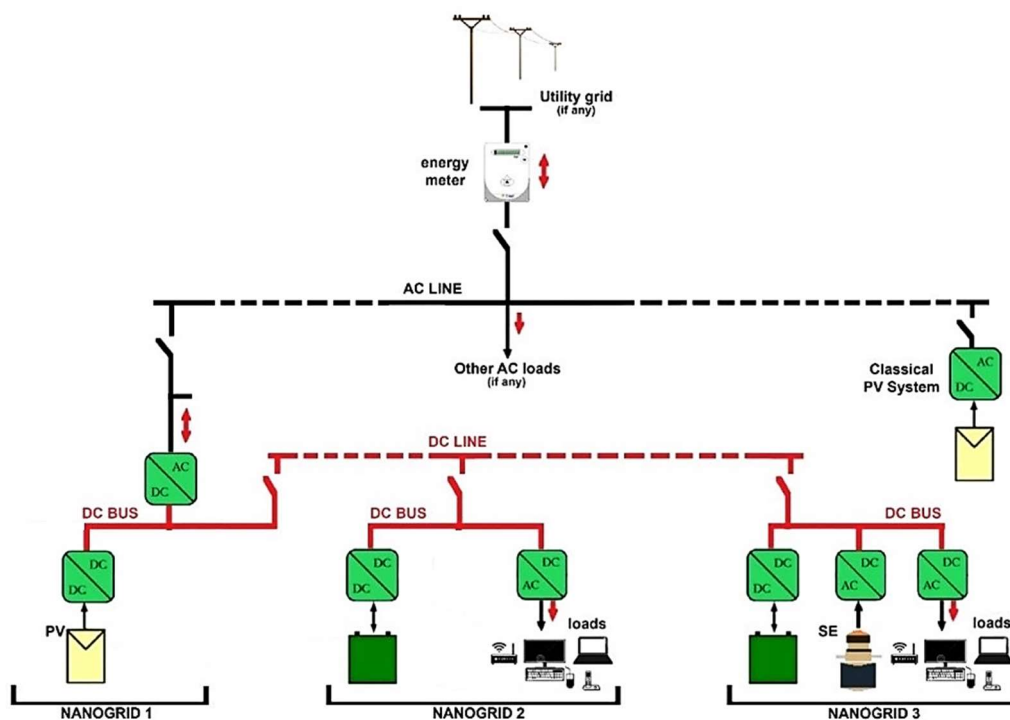 Utility grid
(if any)
energy
meter
AC LINE
Other AC loads
(if any)
Classical
PV System
AC
DC
DC LINE
AC
DC
DC BUS
DC BUS
DC BUS
DC
DC
DC
DC
DC
AC
DC
DC
DC
AC
DC
AC
PV
loads
SE
loads
NANOGRID 1
NANOGRID 2
NANOGRID 3